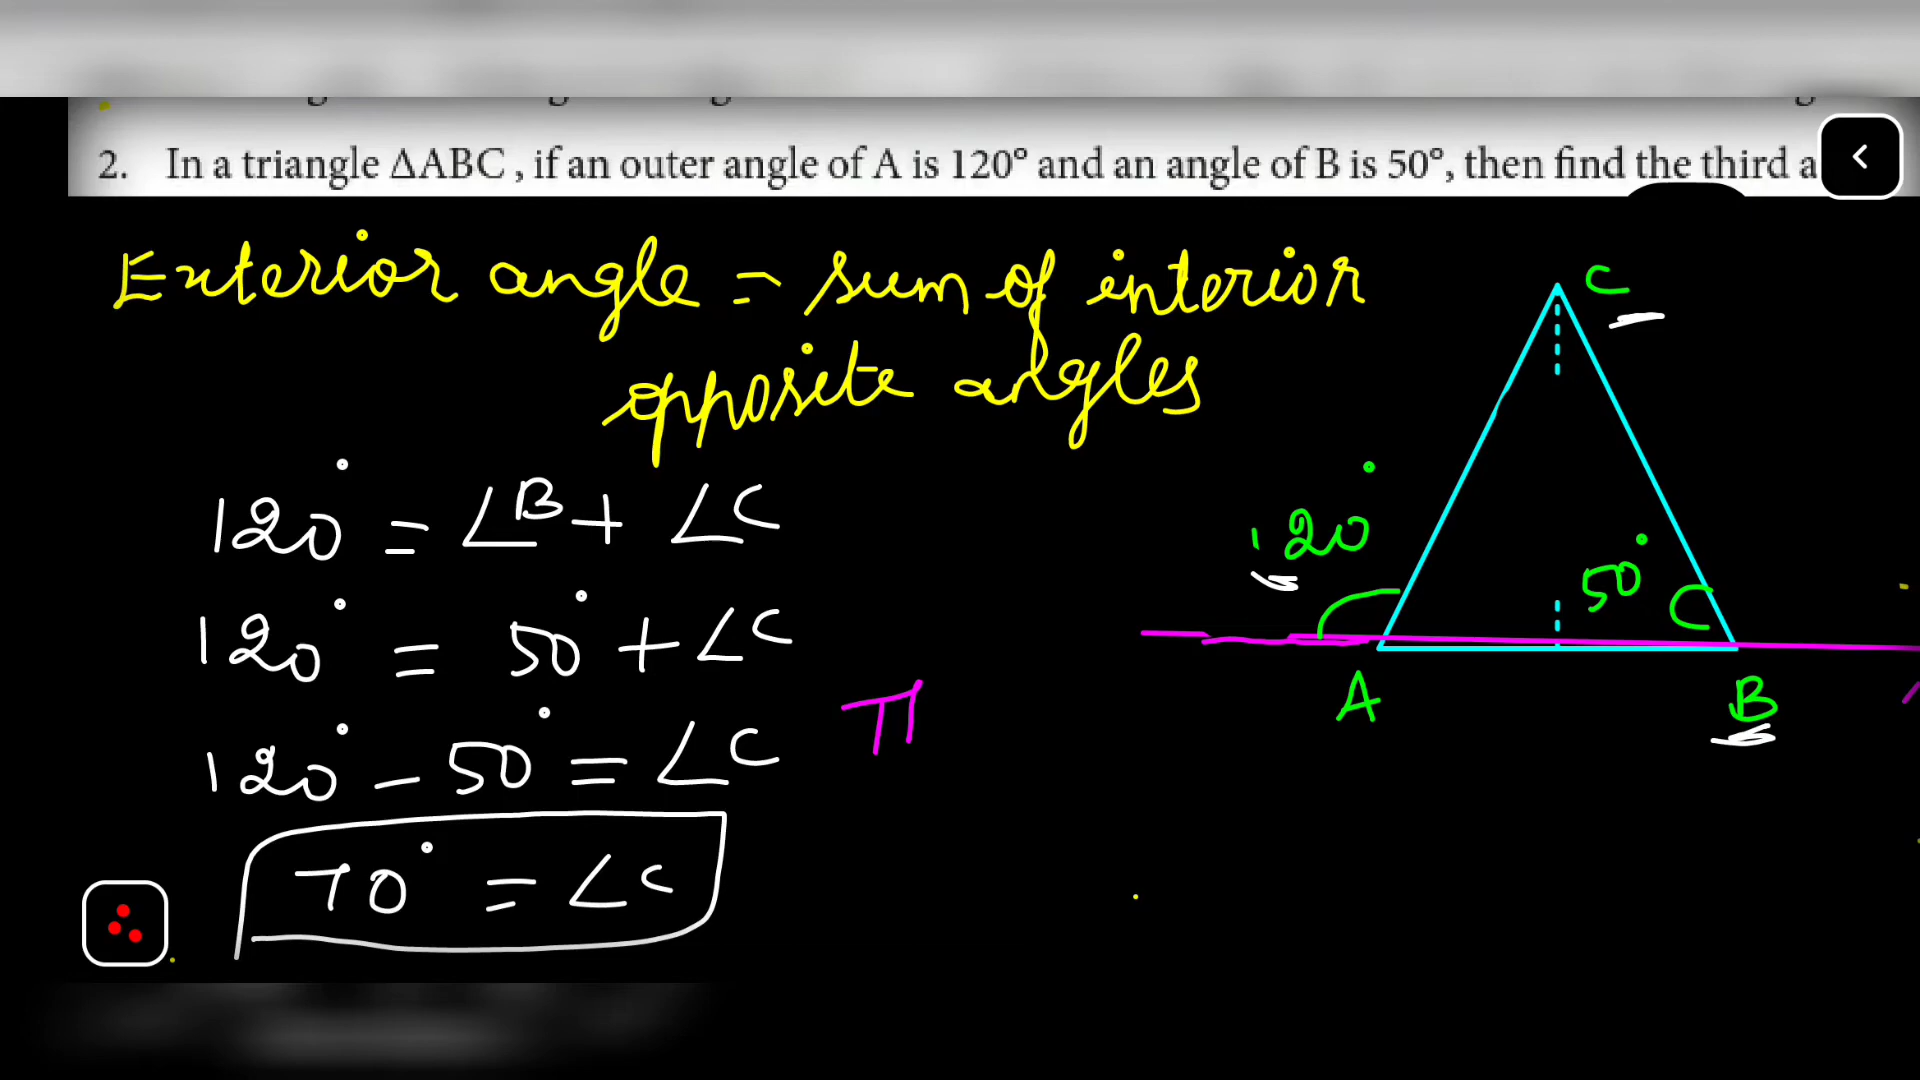 2. In a triangle ΔABC , if an outer angle of A is 120° and an angle of B is 50°, then find the third a
Exterior angle = sum of interior
opposite angles
120° = ∠B + ∠C
120° = 50° + ∠C
120° - 50° = ∠C
70° = ∠C
C
120°
50°
A
B